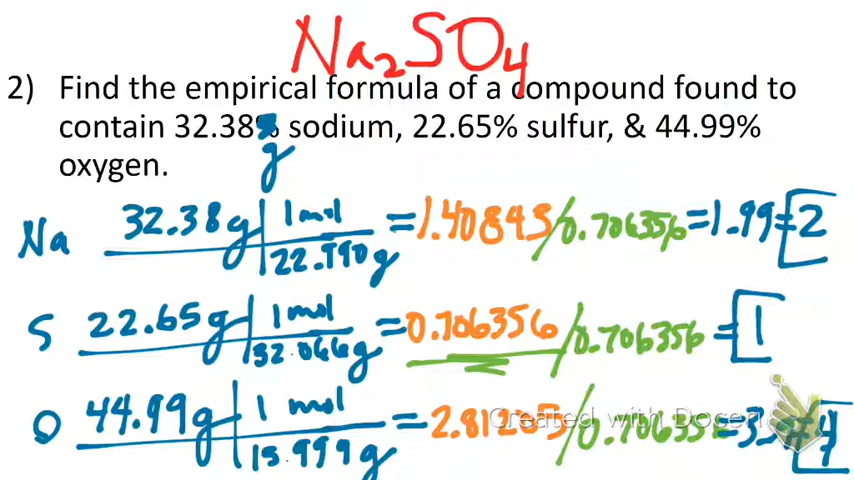 Na₂SO₄
2) Find the empirical formula of a compound found to
contain 32.38% g sodium, 22.65% sulfur, & 44.99%
oxygen.
Na 32.38g | 1 mol / 22.990g = 1.40843/0.706356 = 1.99 = 2
S 22.65g | 1 mol / 32.066g = 0.706356/0.706356 = 1
O 44.99g | 1 mol / 15.999g = 2.81205/0.70635 = 4
Created with Doceri